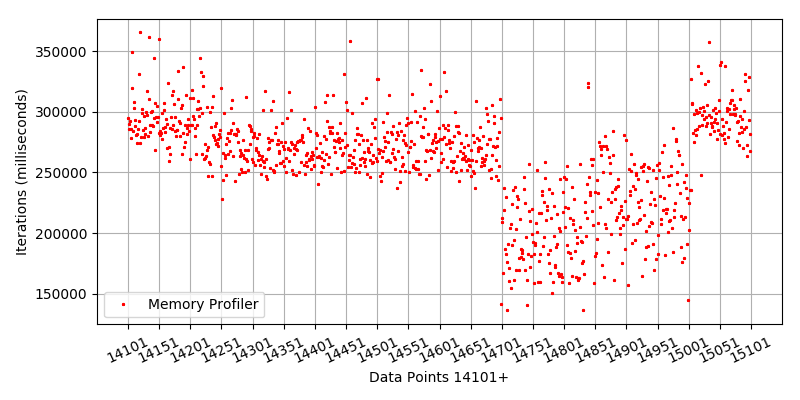 350000
300000
250000
200000
150000
Iterations (milliseconds)
Memory Profiler
14101 14151 14201 14251 14301 14351 14401 14451 14501 14551 14601 14651 14701 14751 14801 14851 14901 14951 15001 15051 15101
Data Points 14101+